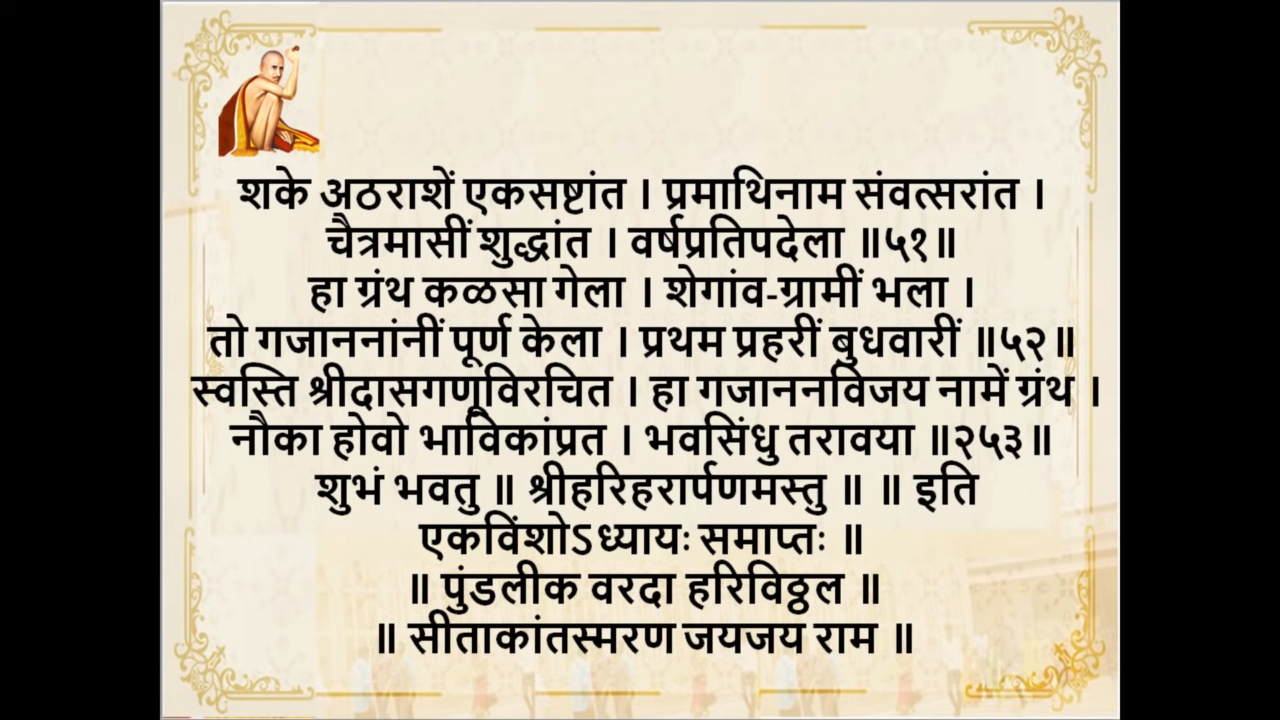 शके अठराशें एकसष्टांत । प्रमाथिनाम संवत्सरांत ।
चैत्रमासीं शुद्धांत । वर्षप्रतिपदेला ॥५१॥
हा ग्रंथ कळसा गेला । शेगांव-ग्रामीं भला ।
तो गजाननांनीं पूर्ण केला । प्रथम प्रहरीं बुधवारीं ॥५२॥
स्वस्ति श्रीदासगणूविरचित । हा गजाननविजय नामें ग्रंथ ।
नौका होवो भाविकांप्रत । भवसिंधु तरावया ॥२५३॥
शुभं भवतु ॥ श्रीहरिहरार्पणमस्तु ॥ ॥ इति
एकविंशोऽध्यायः समाप्तः ॥
॥ पुंडलीक वरदा हरिविठ्ठल ॥
॥ सीताकांतस्मरण जयजय राम ॥